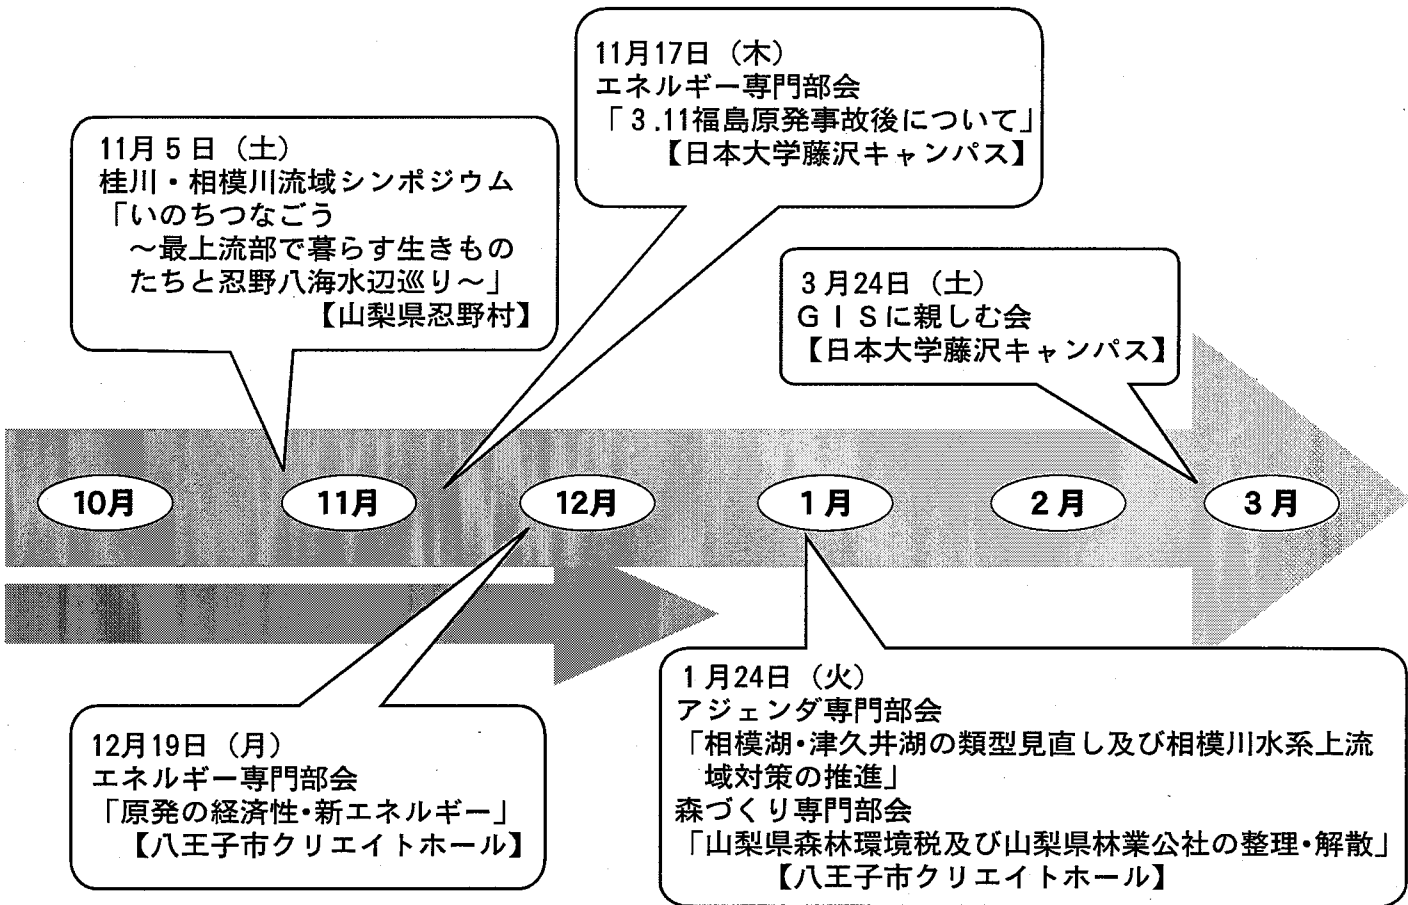 11月17日（木）
エネルギー専門部会
「3.11福島原発事故後について」
【日本大学藤沢キャンパス】
11月5日（土）
桂川・相模川流域シンポジウム
「いのちつなごう
～最上流部で暮らす生きもの
たちと忍野八海水辺巡り～」
【山梨県忍野村】
3月24日（土）
GISに親しむ会
【日本大学藤沢キャンパス】
10月
11月
12月
1月
2月
3月
12月19日（月）
エネルギー専門部会
「原発の経済性・新エネルギー」
【八王子市クリエイトホール】
1月24日（火）
アジェンダ専門部会
「相模湖・津久井湖の類型見直し及び相模川水系上流
域対策の推進」
森づくり専門部会
「山梨県森林環境税及び山梨県林業公社の整理・解散」
【八王子市クリエイトホール】